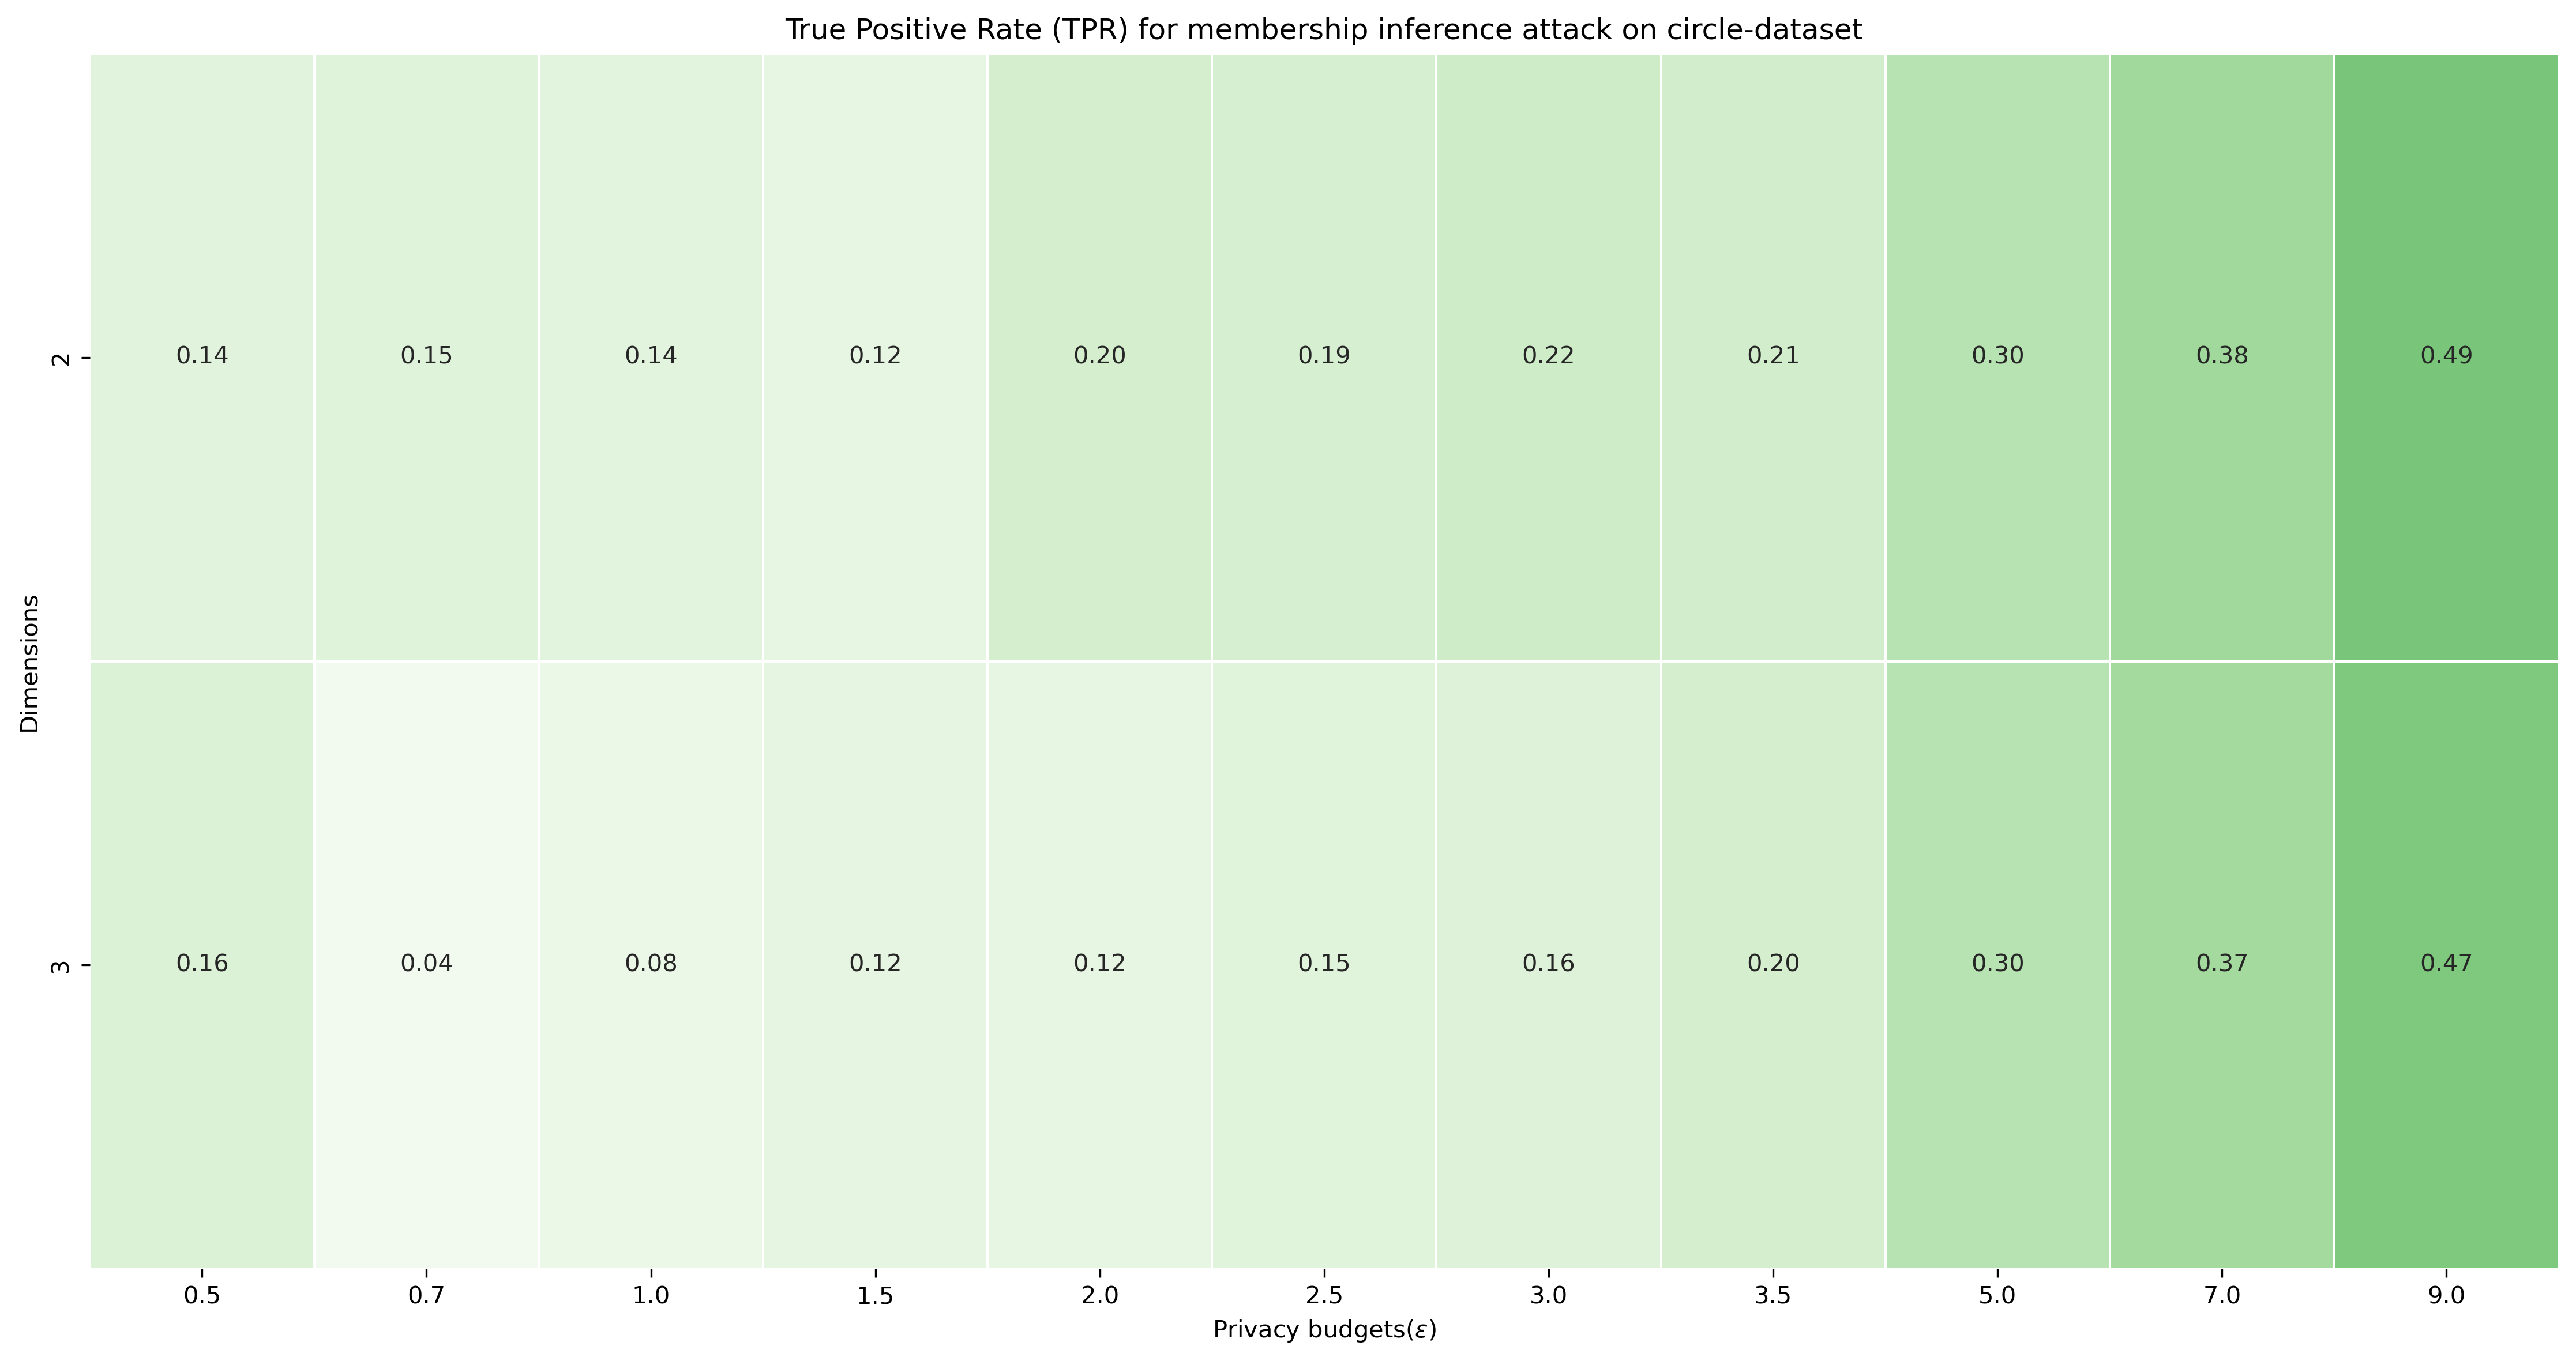 True Positive Rate (TPR) for membership inference attack on circle-dataset
Dimensions
2
0.14 0.15 0.14 0.12 0.20 0.19 0.22 0.21 0.30 0.38 0.49
3
0.16 0.04 0.08 0.12 0.12 0.15 0.16 0.20 0.30 0.37 0.47
0.5 0.7 1.0 1.5 2.0 2.5 3.0 3.5 5.0 7.0 9.0
Privacy budgets(ε)